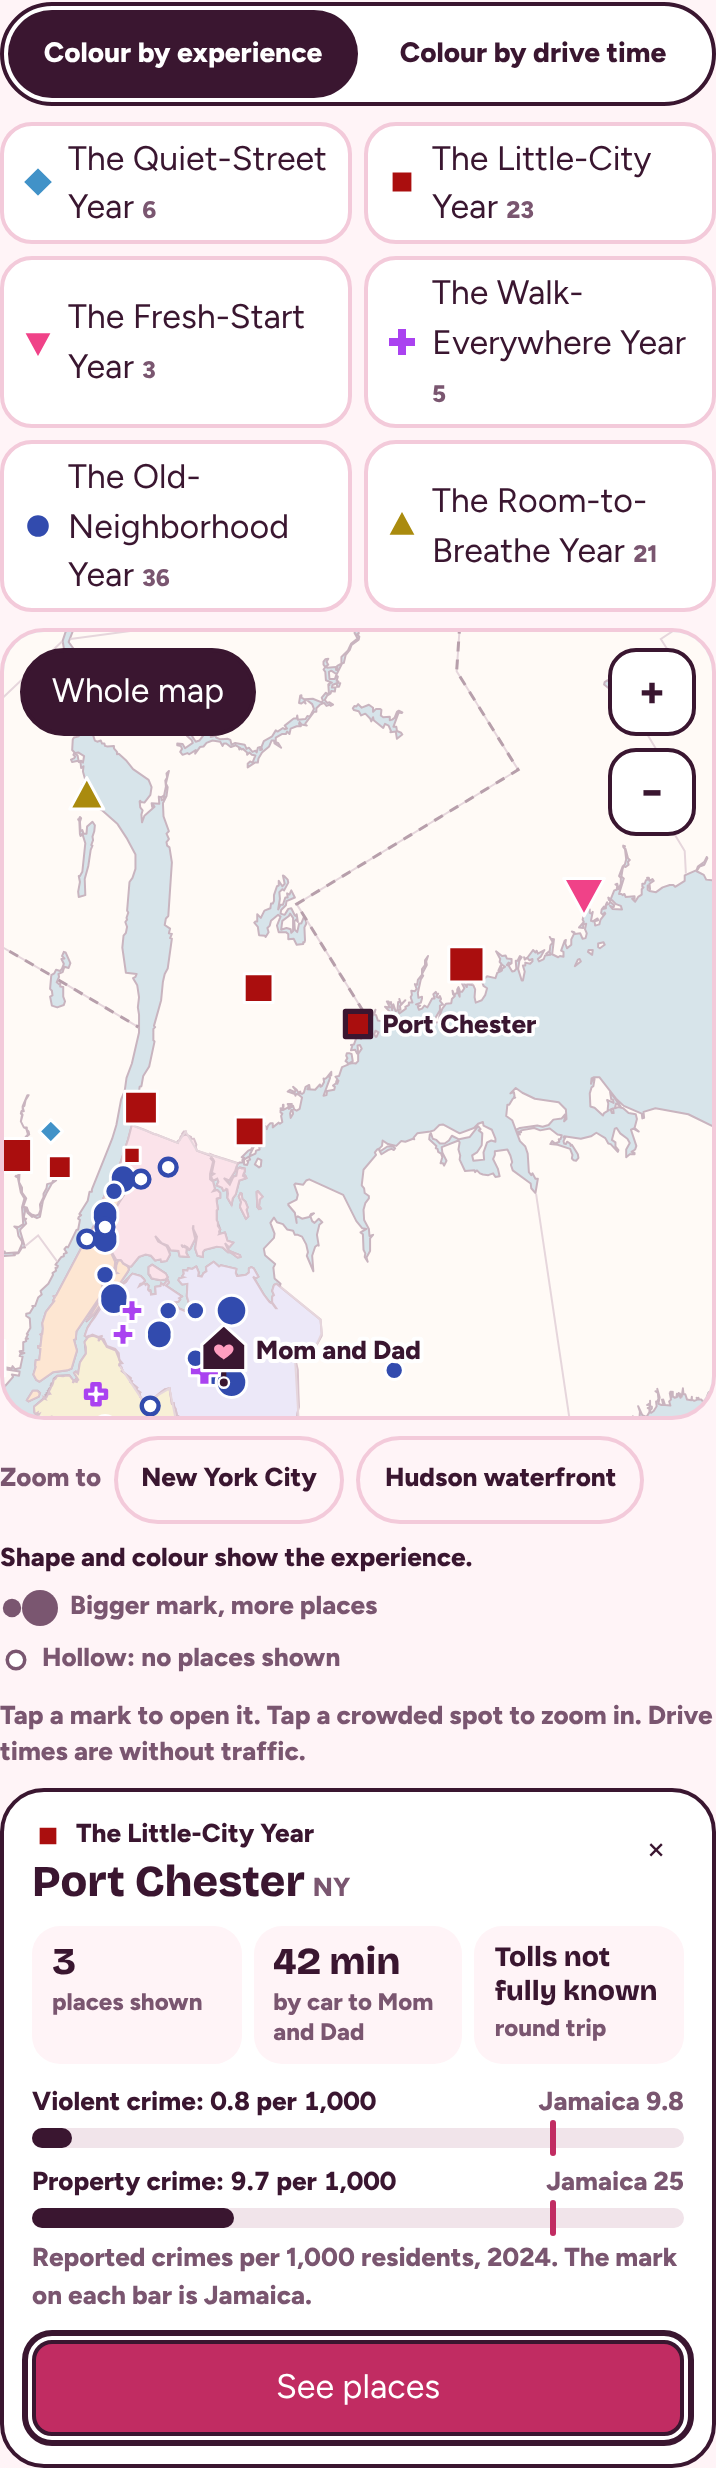 Colour by experience
Colour by drive time
The Quiet-Street
Year 6
The Little-City
Year 23
The Fresh-Start
Year 3
The Walk-
Everywhere Year
5
The Old-
Neighborhood
Year 36
The Room-to-
Breathe Year 21
Whole map
+
-
Port Chester
Mom and Dad
Zoom to
New York City
Hudson waterfront
Shape and colour show the experience.
Bigger mark, more places
Hollow: no places shown
Tap a mark to open it. Tap a crowded spot to zoom in. Drive
times are without traffic.
The Little-City Year
×
Port Chester NY
3
places shown
42 min
by car to Mom
and Dad
Tolls not
fully known
round trip
Violent crime: 0.8 per 1,000
Jamaica 9.8
Property crime: 9.7 per 1,000
Jamaica 25
Reported crimes per 1,000 residents, 2024. The mark
on each bar is Jamaica.
See places